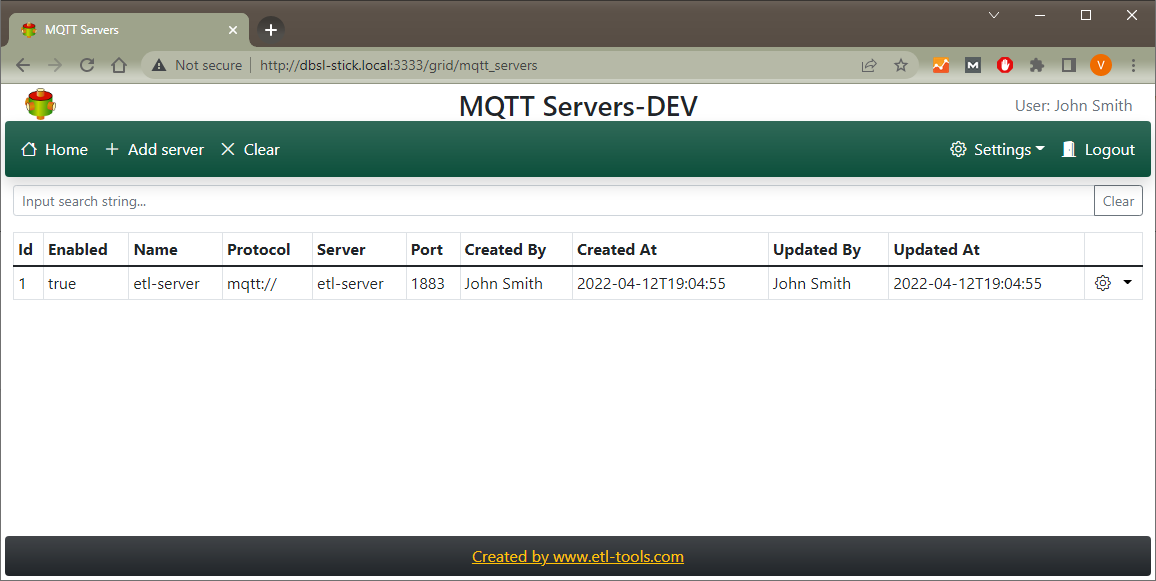 MQTT Servers
Not secure http://dbsl-stick.local:3333/grid/mqtt_servers
M V
MQTT Servers-DEV User: John Smith
Home Add server Clear Settings Logout
Input search string... Clear
Id Enabled Name Protocol Server Port Created By Created At Updated By Updated At
1 true etl-server mqtt:// etl-server 1883 John Smith 2022-04-12T19:04:55 John Smith 2022-04-12T19:04:55
Created by www.etl-tools.com